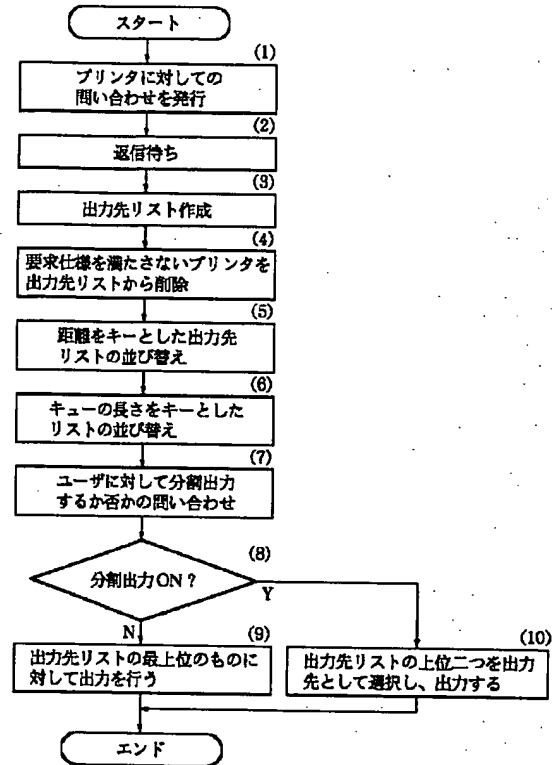 スタート
(1)
プリンタに対しての
問い合わせを発行
(2)
返信待ち
(3)
出力先リスト作成
(4)
要求仕様を満たさないプリンタを
出力先リストから削除
(5)
距離をキーとした出力先
リストの並び替え
(6)
キューの長さをキーとした
リストの並び替え
(7)
ユーザに対して分割出力
するか否かの問い合わせ
(8)
分割出力ON?
Y
N
(9)
出力先リストの最上位のものに
対して出力を行う
(10)
出力先リストの上位二つを出力
先として選択し、出力する
エンド